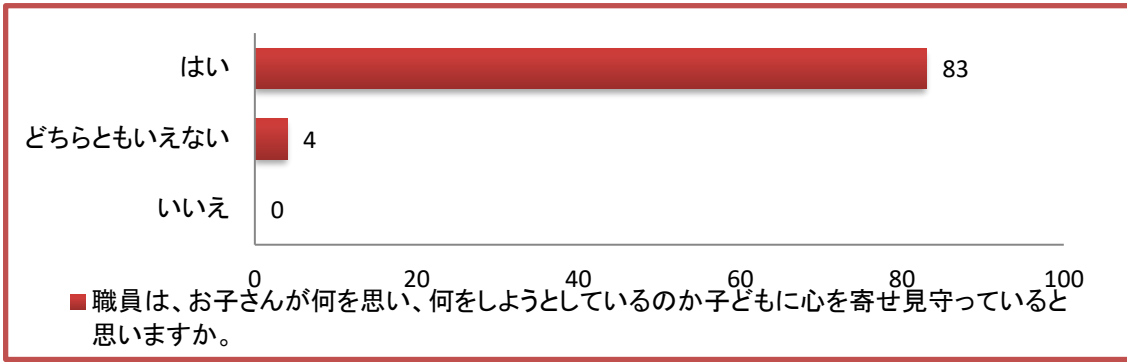 はい
83
どちらともいえない
4
いいえ
0
0 20 40 60 80 100
職員は、お子さんが何を思い、何をしようとしているのか子どもに心を寄せ見守っていると
思いますか。